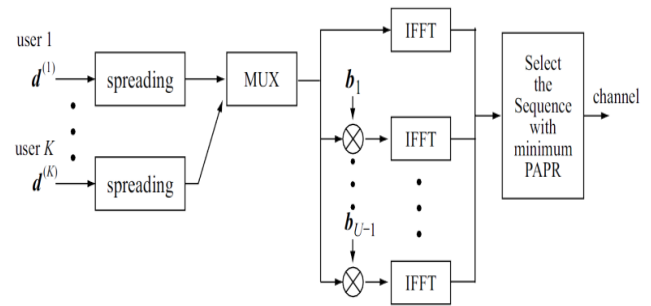 user 1
d(1)
spreading
user K
d(K)
spreading
MUX
b1
bU−1
IFFT
IFFT
IFFT
Select
the
Sequence
with
minimum
PAPR
channel